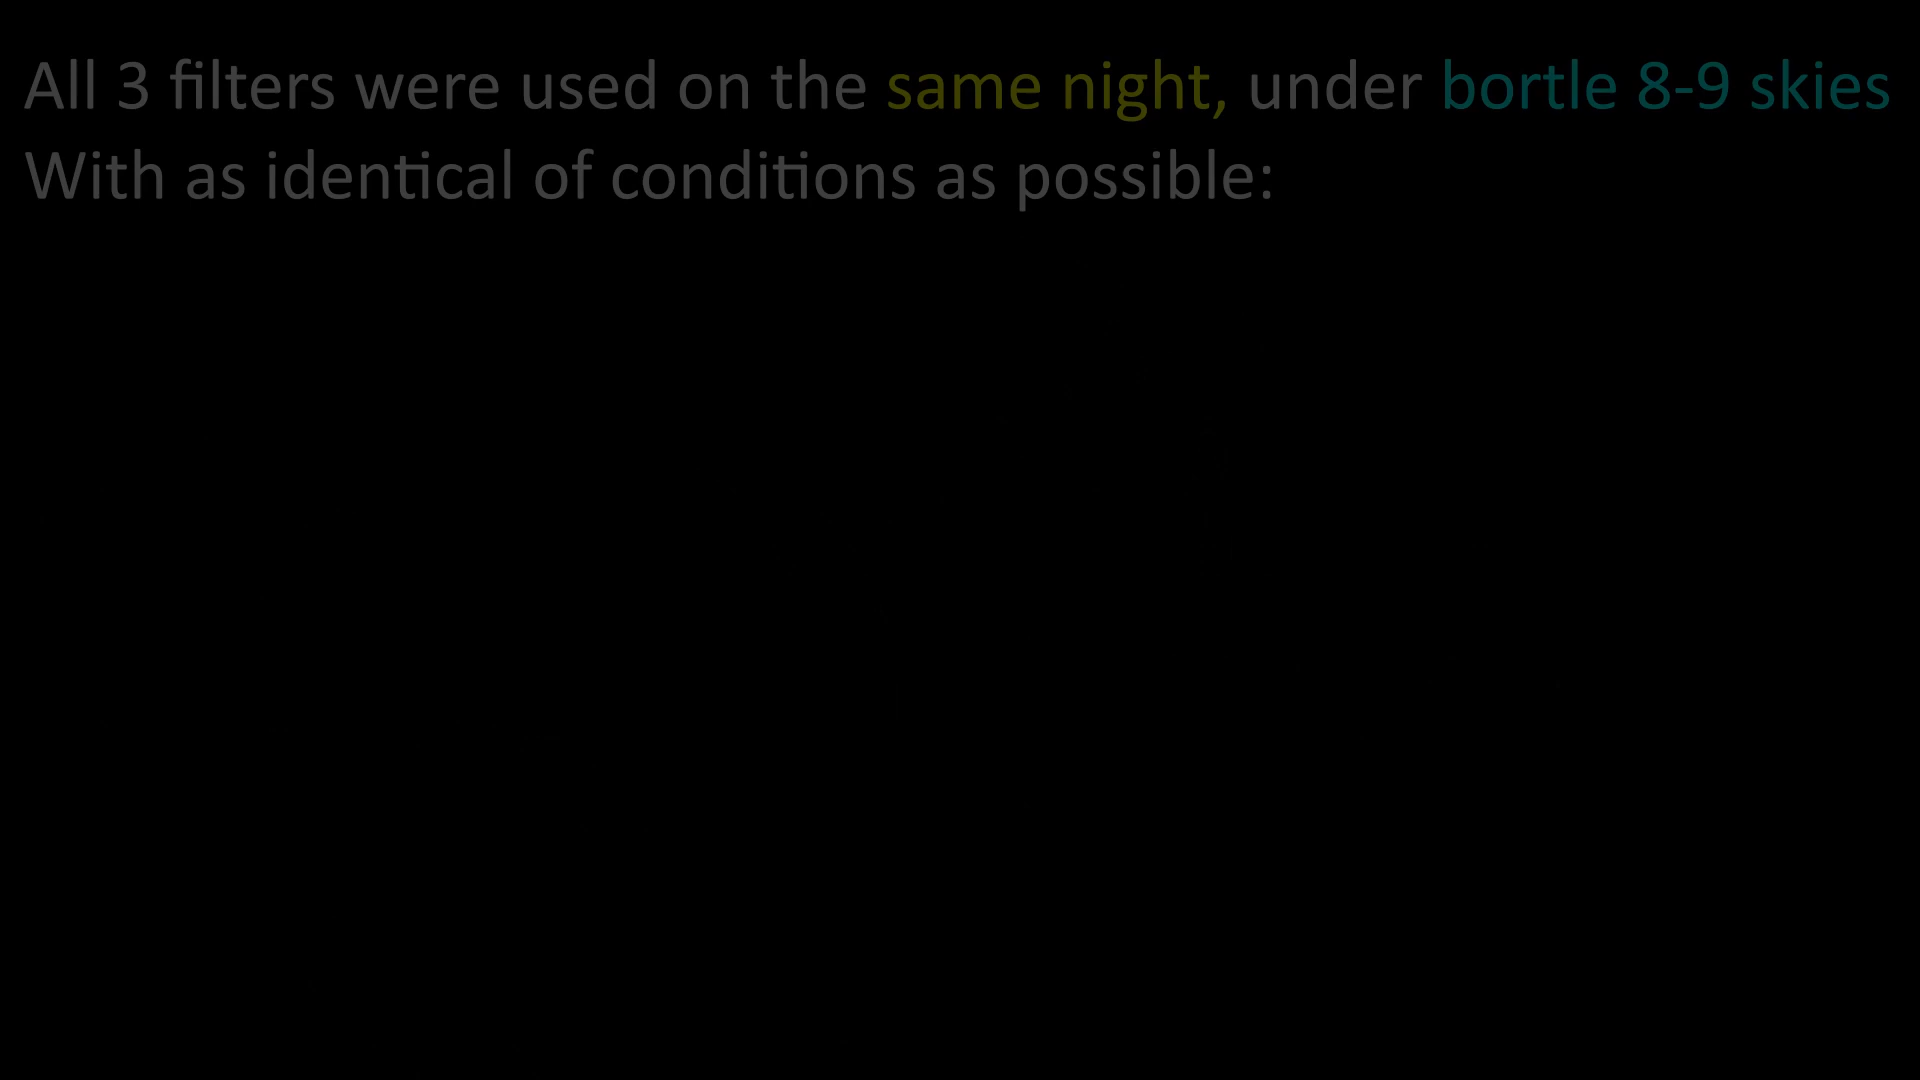 All 3 filters were used on the same night, under bortle 8-9 skies
With as identical of conditions as possible: